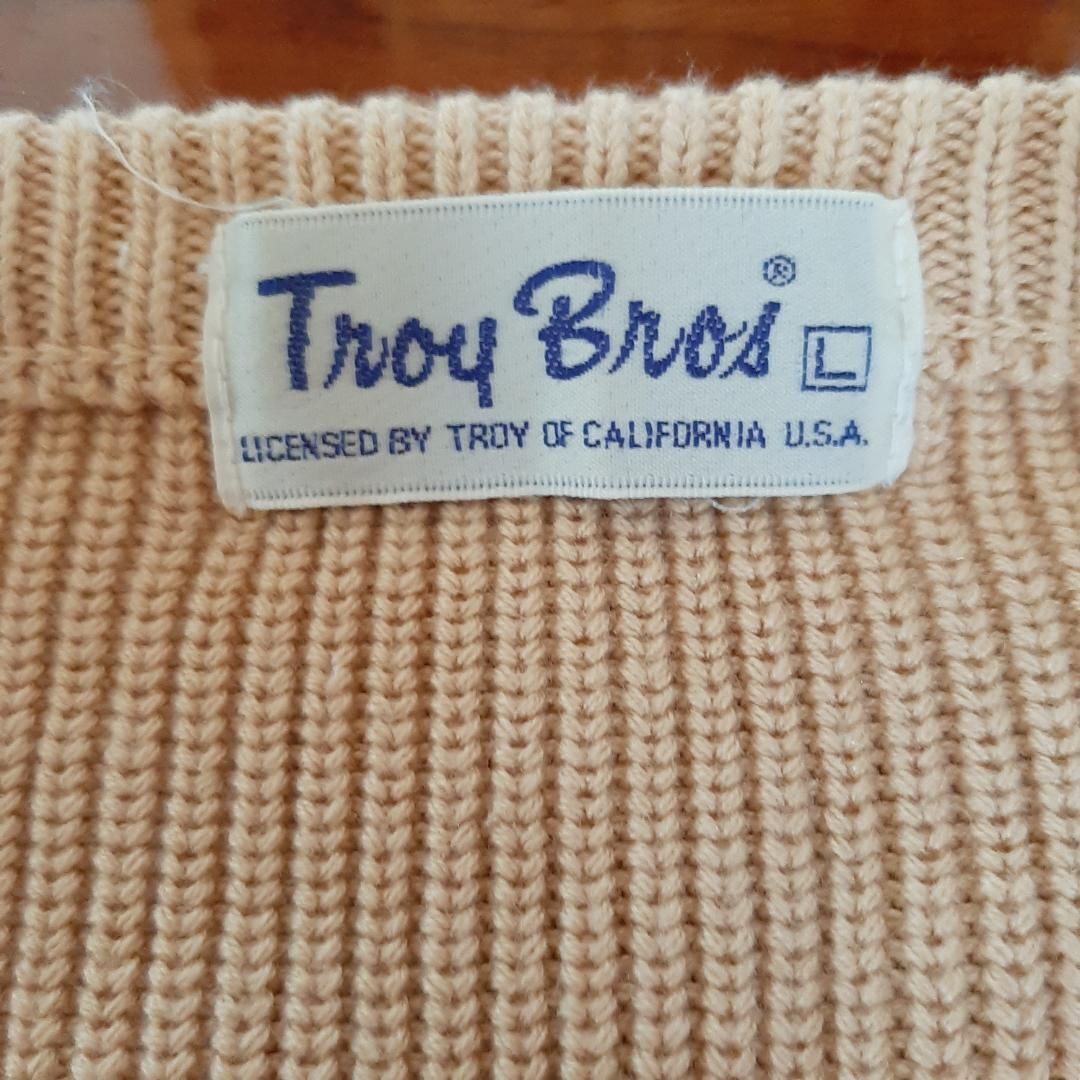 Troy Bros ® L
LICENSED BY TROY OF CALIFORNIA U.S.A.